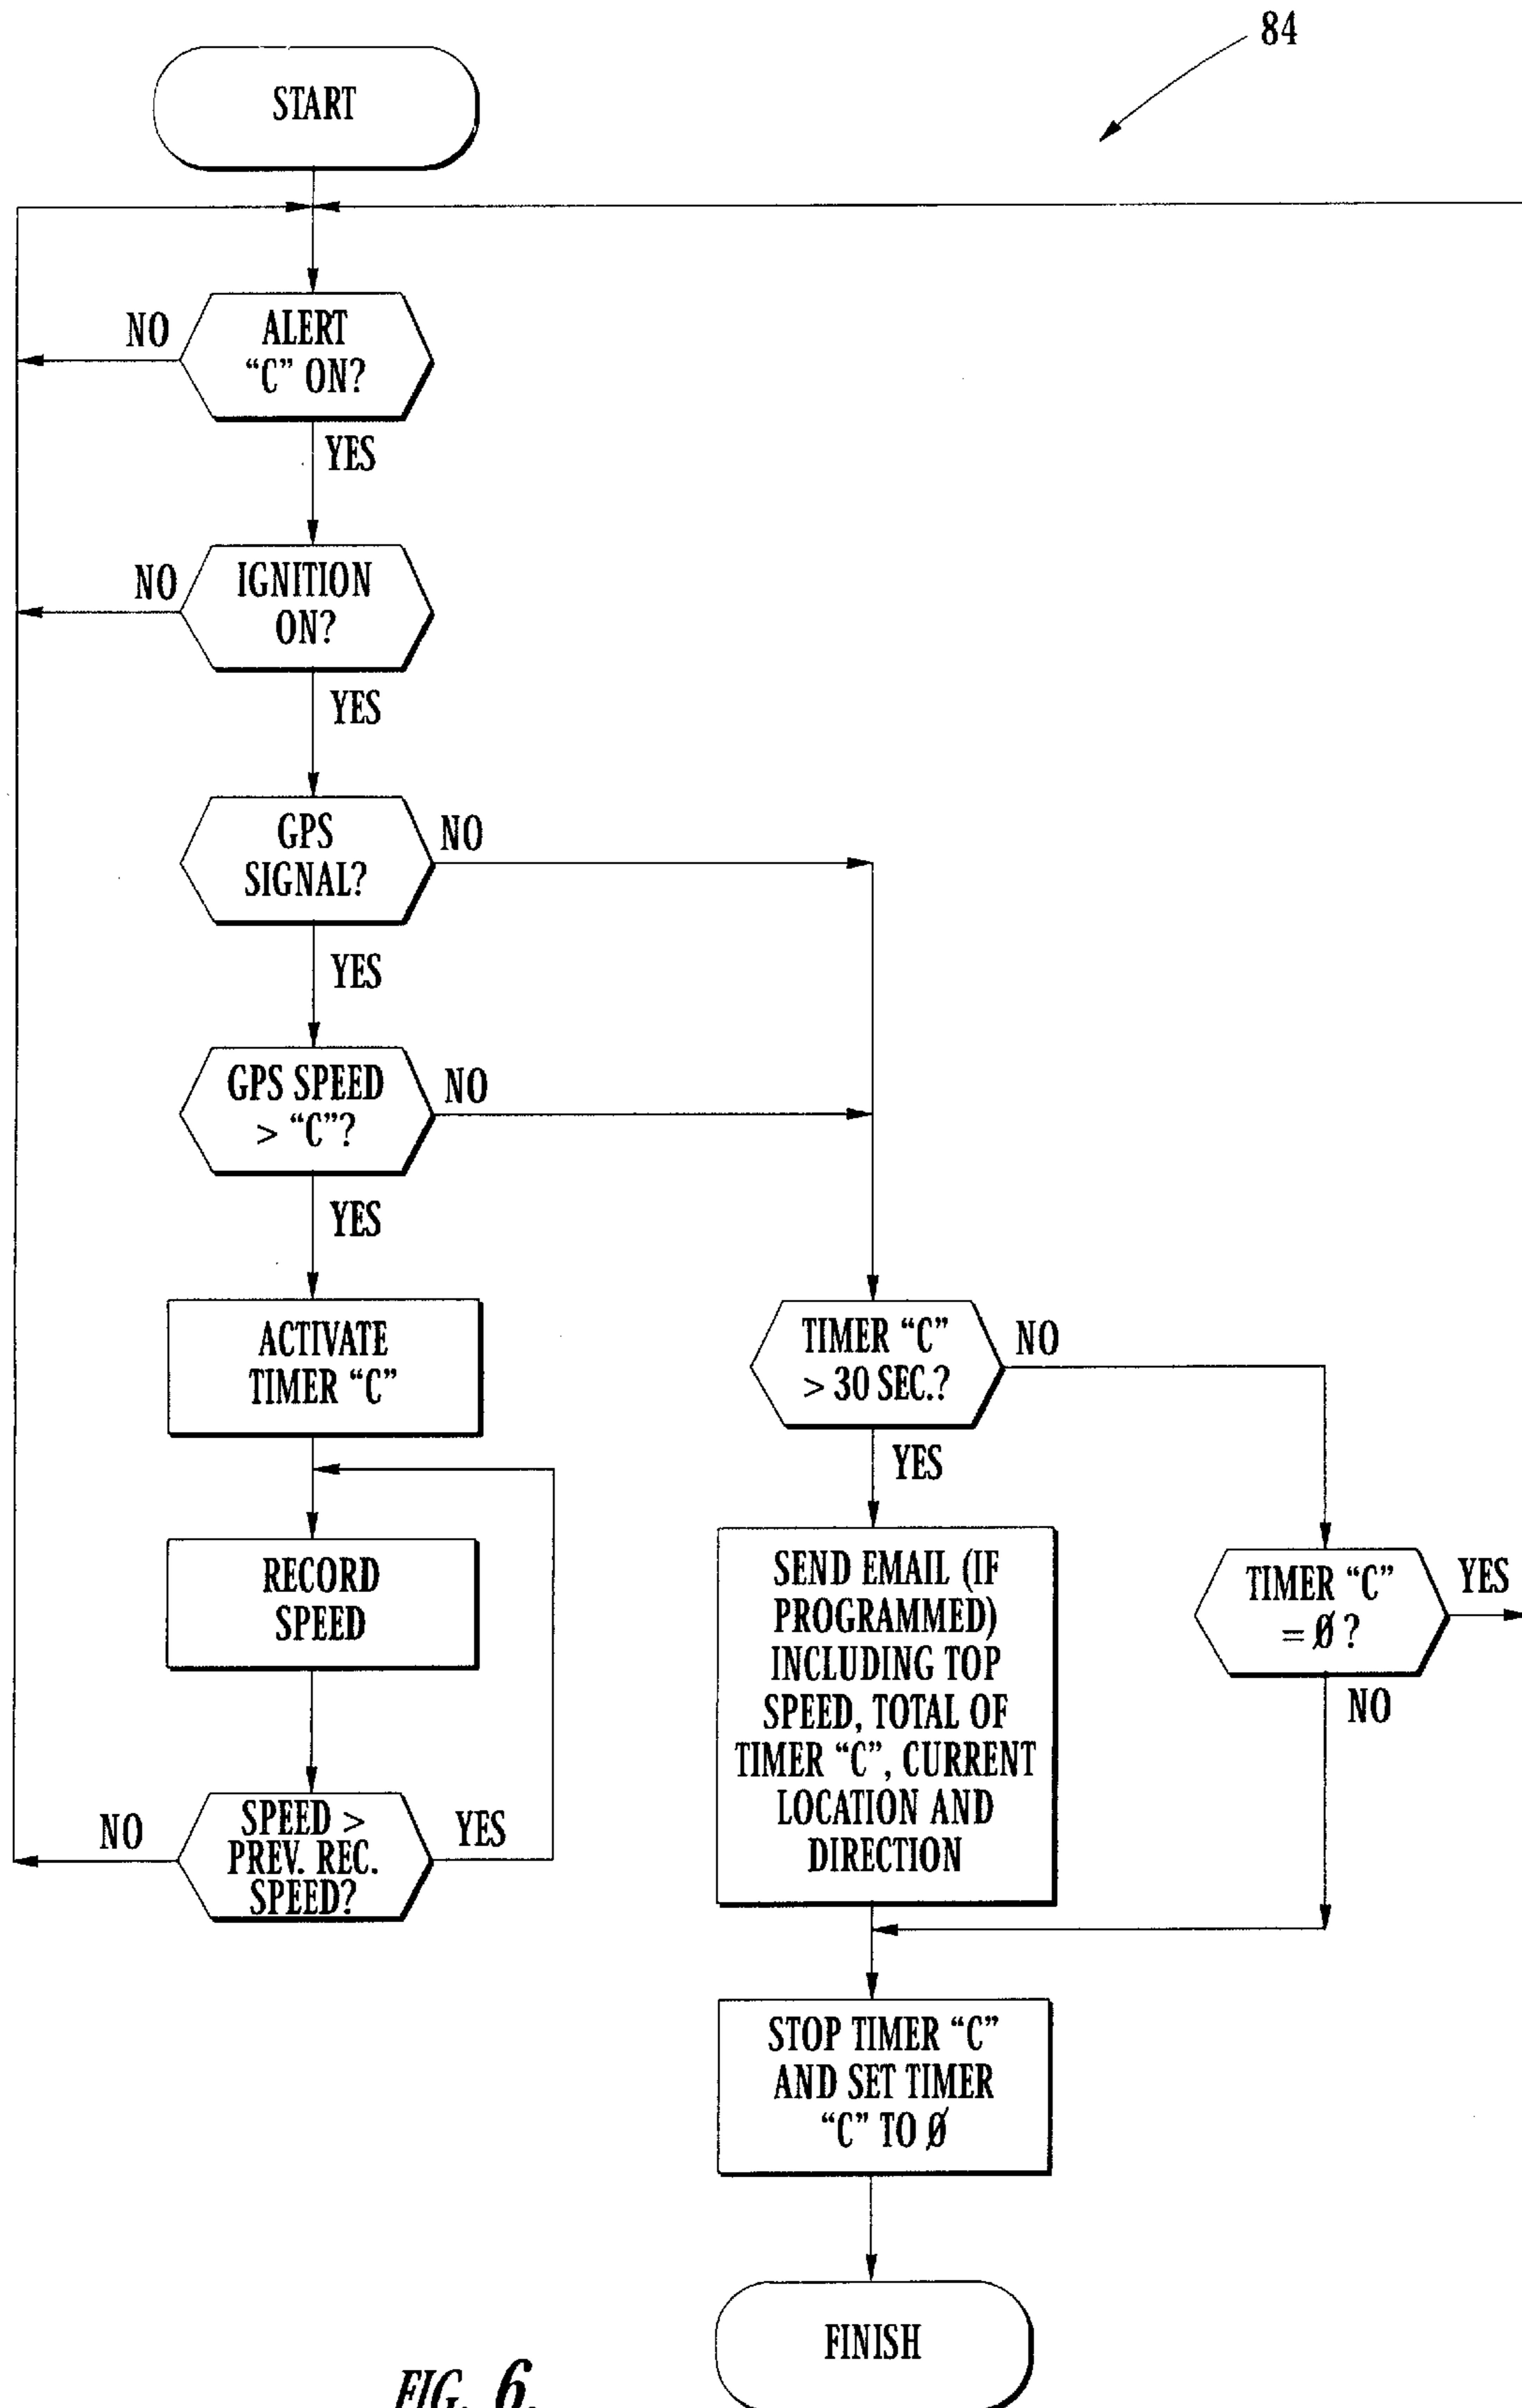 84
START
NO
ALERT
“C” ON?
YES
NO
IGNITION
ON?
YES
GPS
SIGNAL?
NO
YES
GPS SPEED
> “C”?
NO
YES
ACTIVATE
TIMER “C”
TIMER “C”
> 30 SEC.?
NO
YES
RECORD
SPEED
SEND EMAIL (IF
PROGRAMMED)
INCLUDING TOP
SPEED, TOTAL OF
TIMER “C”, CURRENT
LOCATION AND
DIRECTION
TIMER “C”
= Ø ?
YES
NO
NO
SPEED >
PREV. REC.
SPEED?
YES
STOP TIMER “C”
AND SET TIMER
“C” TO Ø
FINISH
FIG. 6.